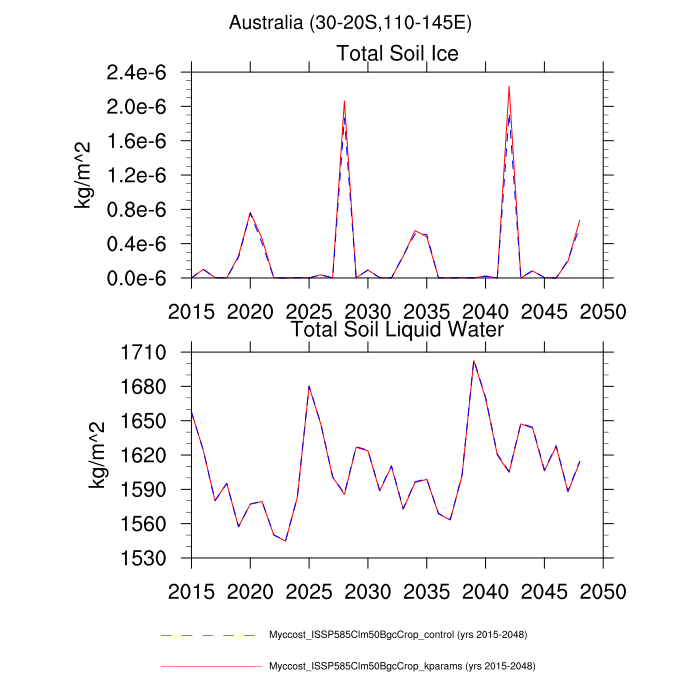 Australia (30-20S,110-145E)
Total Soil Ice
2.4e-6
2.0e-6
1.6e-6
1.2e-6
0.8e-6
0.4e-6
0.0e-6
kg/m^2
2015 2020 2025 2030 2035 2040 2045 2050
Total Soil Liquid Water
1710
1680
1650
1620
1590
1560
1530
kg/m^2
2015 2020 2025 2030 2035 2040 2045 2050
Myccost_ISSP585Clm50BgcCrop_control (yrs 2015-2048)
Myccost_ISSP585Clm50BgcCrop_kparams (yrs 2015-2048)